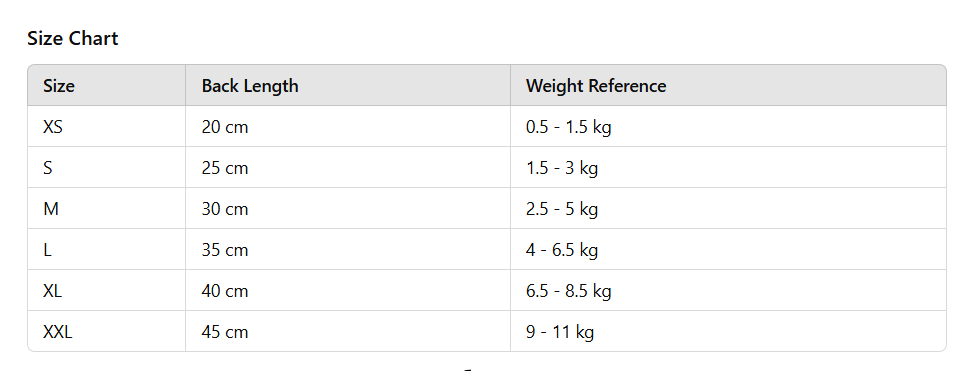 Size Chart
Size Back Length Weight Reference
XS 20 cm 0.5 - 1.5 kg
S 25 cm 1.5 - 3 kg
M 30 cm 2.5 - 5 kg
L 35 cm 4 - 6.5 kg
XL 40 cm 6.5 - 8.5 kg
XXL 45 cm 9 - 11 kg